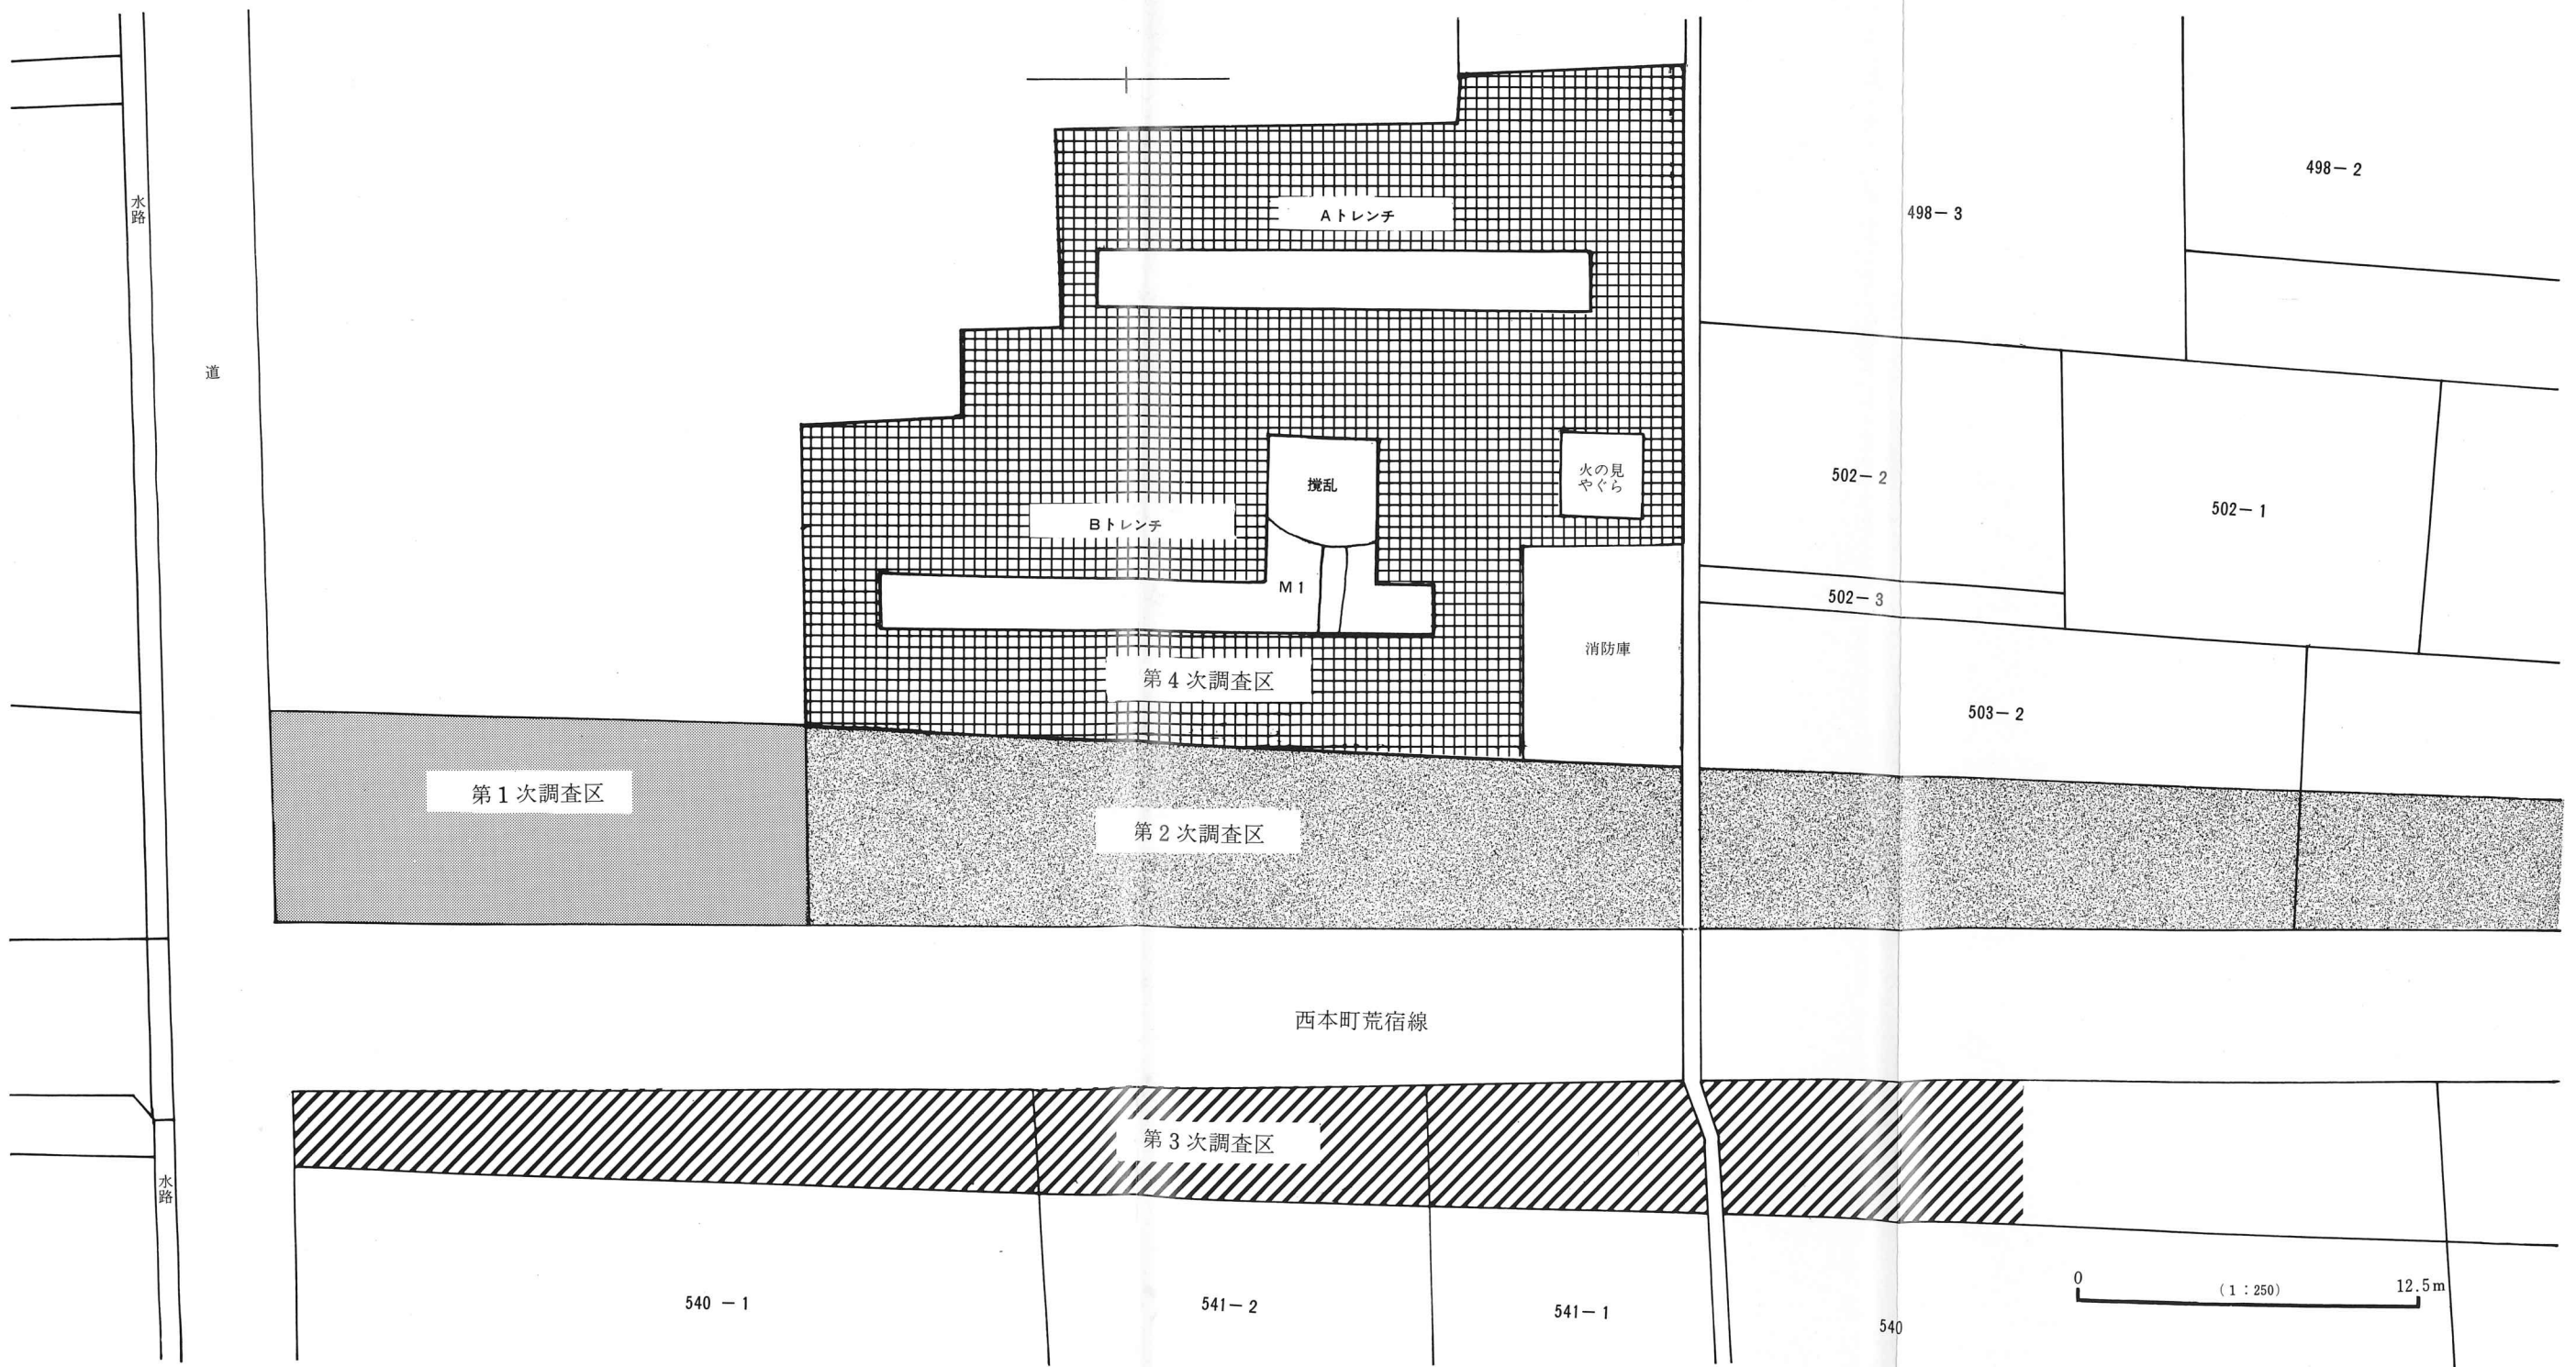 水路
498－2
Aトレンチ
498－3
道
火の見
やぐら
攪乱
502－2
502－1
Bトレンチ
M1
502－3
消防庫
第4次調査区
503－2
第1次調査区
第2次調査区
西本町荒宿線
第3次調査区
水路
0
(1：250)
12.5m
540－1
541－2
541－1
540